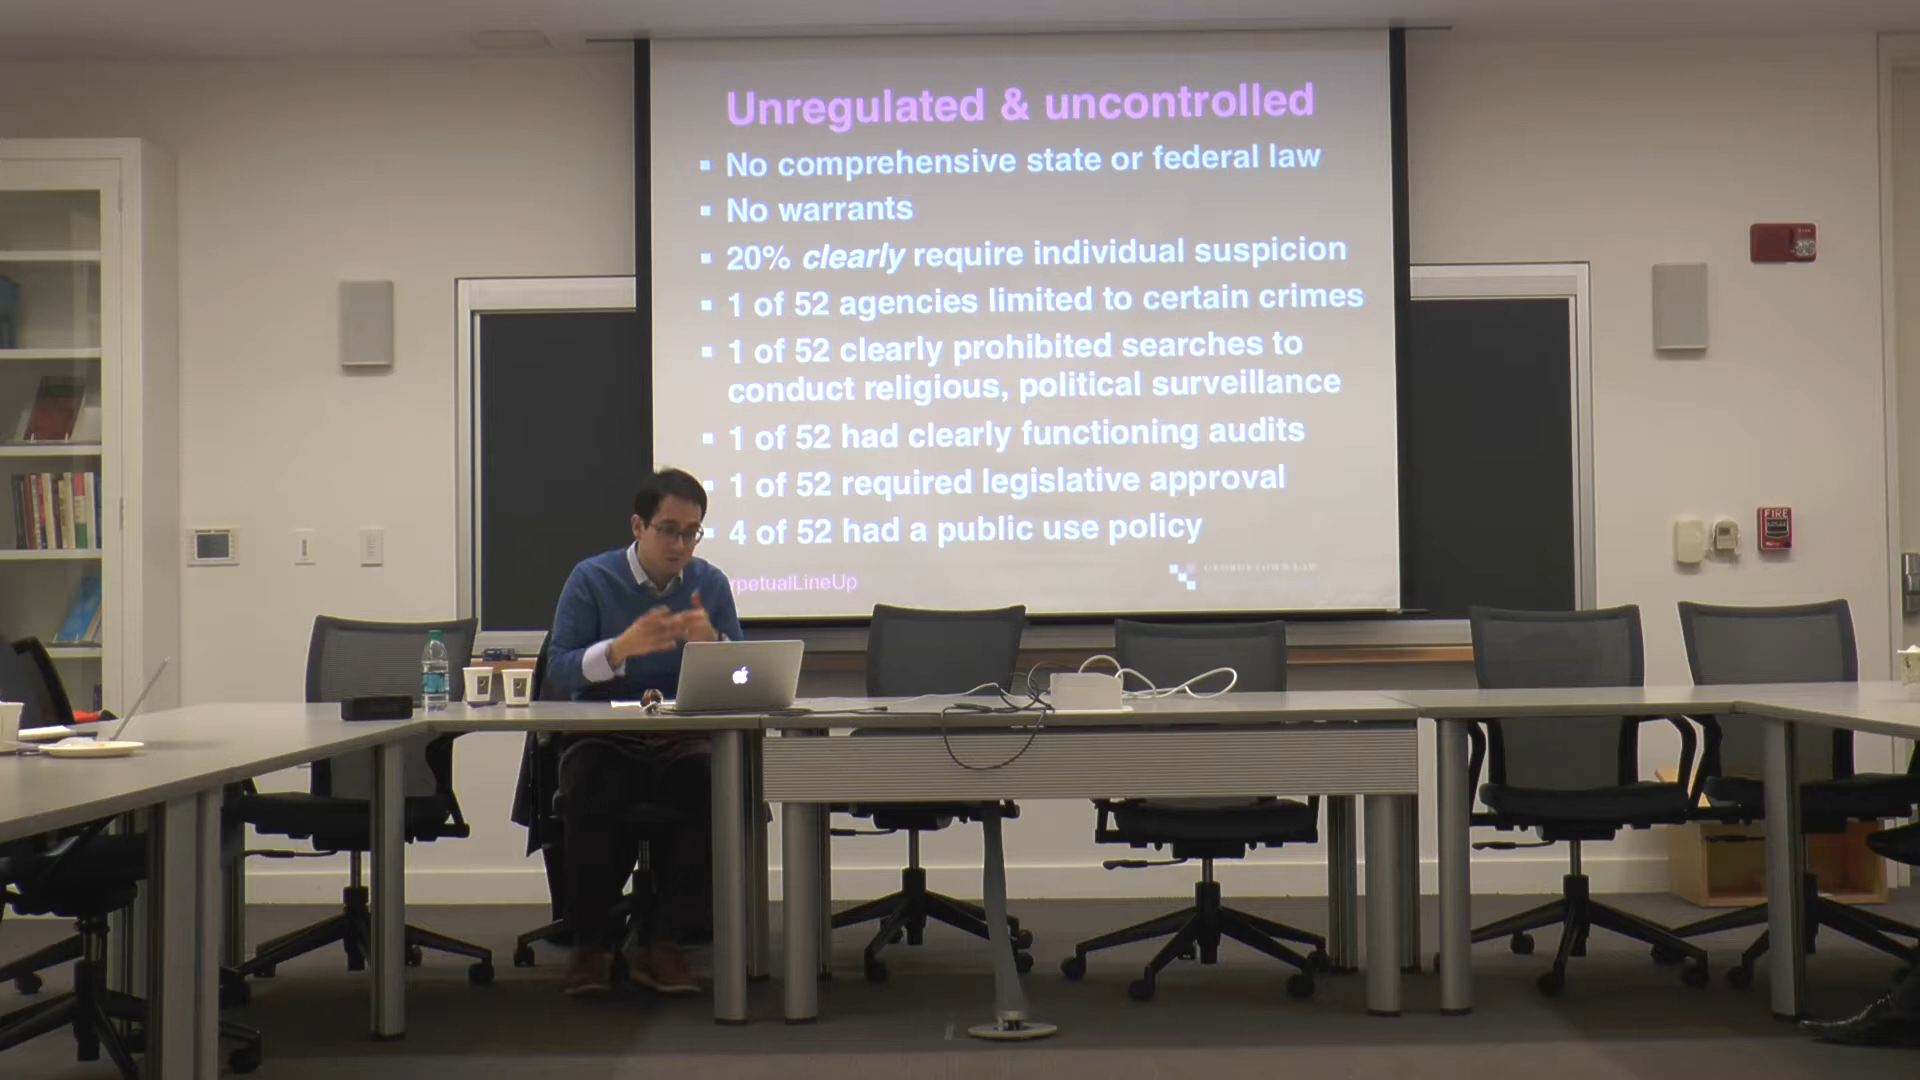 Unregulated & uncontrolled
▪ No comprehensive state or federal law
▪ No warrants
▪ 20% clearly require individual suspicion
▪ 1 of 52 agencies limited to certain crimes
▪ 1 of 52 clearly prohibited searches to
conduct religious, political surveillance
▪ 1 of 52 had clearly functioning audits
▪ 1 of 52 required legislative approval
▪ 4 of 52 had a public use policy
rpetualLineUp
GEORGETOWN LAW
FIRE